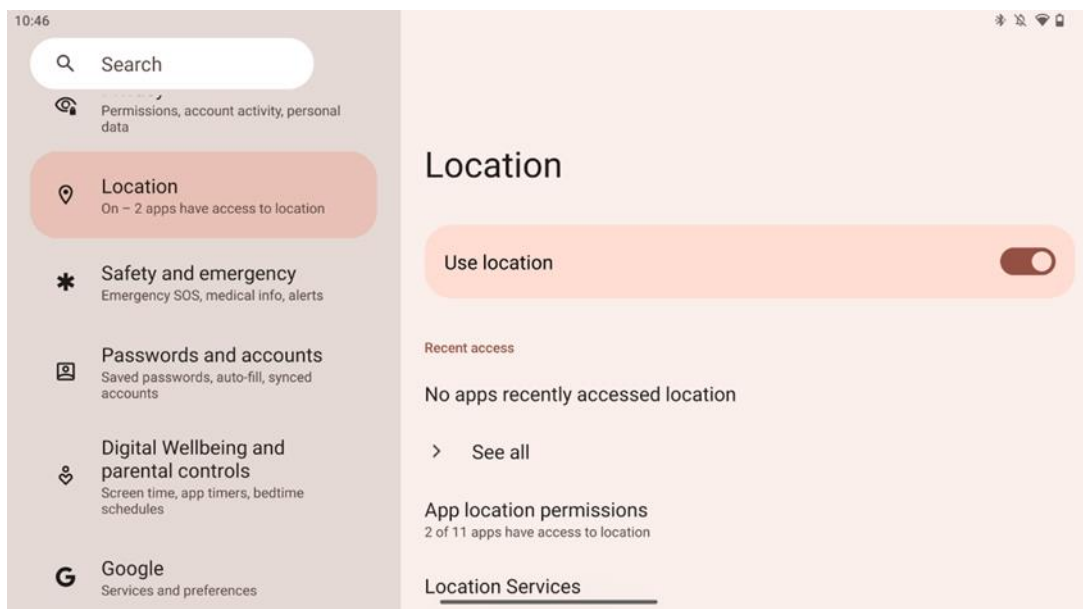 10:46
Search
Permissions, account activity, personal
data
Location
On – 2 apps have access to location
Safety and emergency
Emergency SOS, medical info, alerts
Passwords and accounts
Saved passwords, auto-fill, synced
accounts
Digital Wellbeing and
parental controls
Screen time, app timers, bedtime
schedules
Google
Services and preferences
Location
Use location
Recent access
No apps recently accessed location
See all
App location permissions
2 of 11 apps have access to location
Location Services